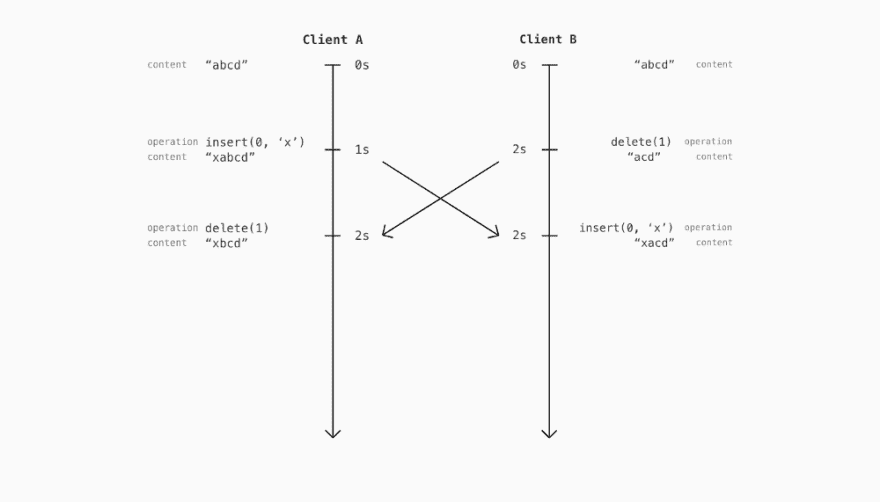 Client A Client B
content “abcd” 0s 0s “abcd” content
operation insert(0, ‘x’) delete(1) operation
1s 2s
content “xabcd” “acd” content
operation delete(1) insert(0, ‘x’) operation
2s 2s
content “xbcd” “xacd” content